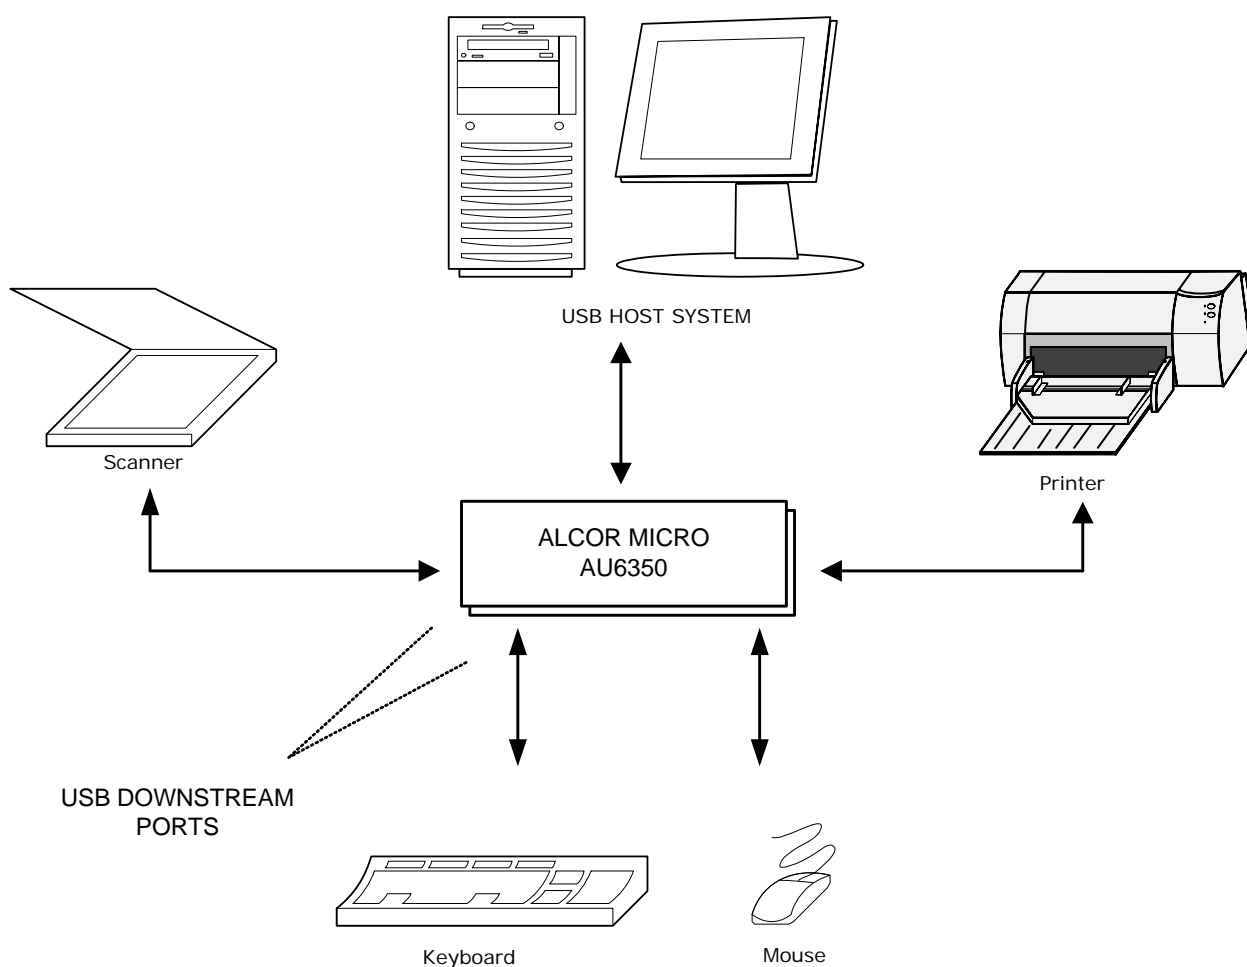 USB HOST SYSTEM
Scanner
Printer
ALCOR MICRO
AU6350
USB DOWNSTREAM
PORTS
Keyboard
Mouse